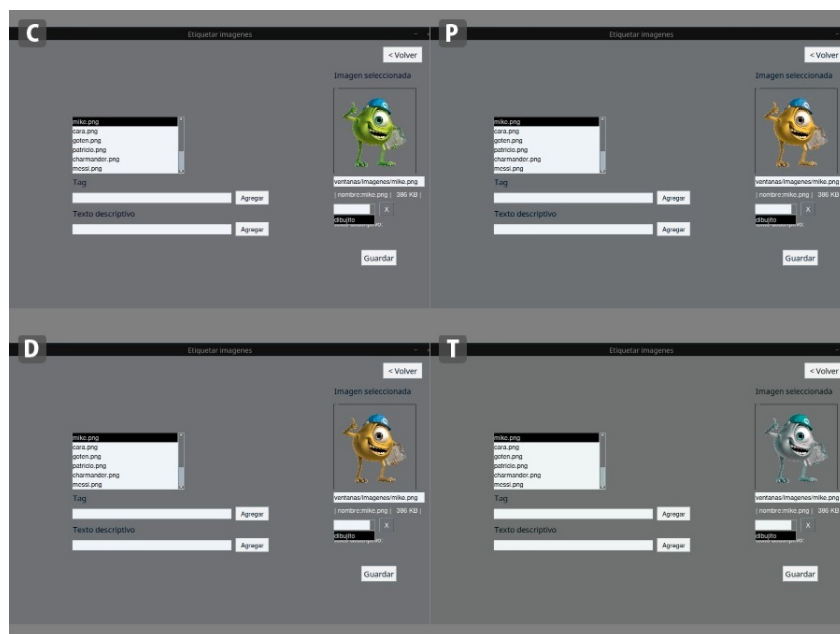 C
Etiquetar imagenes
< Volver
Imagen seleccionada
mike.png
cara.png
goten.png
patricio.png
charmander.png
messi.png
Tag
ventanas/imagenes/mike.png
Agregar
| nombre:mike.png | 386 KB |
X
Texto descriptivo
dibujito
Agregar
Guardar
P
Etiquetar imagenes
< Volver
Imagen seleccionada
mike.png
cara.png
goten.png
patricio.png
charmander.png
messi.png
Tag
ventanas/imagenes/mike.png
Agregar
| nombre:mike.png | 386 KB |
X
Texto descriptivo
dibujito
Agregar
Guardar
D
Etiquetar imagenes
< Volver
Imagen seleccionada
mike.png
cara.png
goten.png
patricio.png
charmander.png
messi.png
Tag
ventanas/imagenes/mike.png
Agregar
| nombre:mike.png | 386 KB |
X
Texto descriptivo
dibujito
Agregar
Guardar
T
Etiquetar imagenes
< Volver
Imagen seleccionada
mike.png
cara.png
goten.png
patricio.png
charmander.png
messi.png
Tag
ventanas/imagenes/mike.png
Agregar
| nombre:mike.png | 386 KB |
X
Texto descriptivo
dibujito
Agregar
Guardar